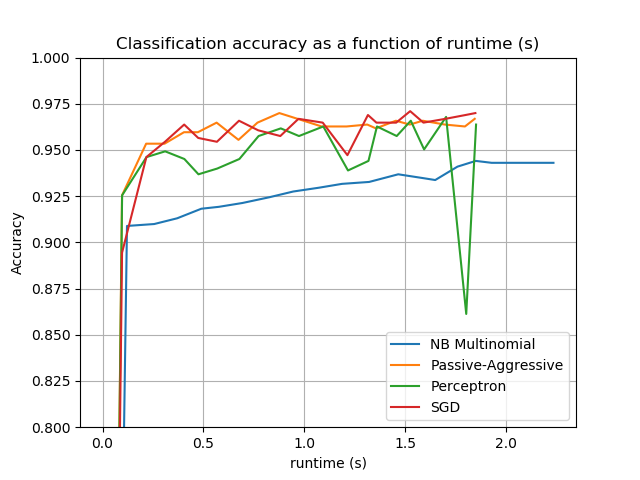 Classification accuracy as a function of runtime (s)
1.000
0.975
0.950
0.925
0.900
0.875
0.850
0.825
0.800
Accuracy
NB Multinomial
Passive-Aggressive
Perceptron
SGD
0.0 0.5 1.0 1.5 2.0
runtime (s)